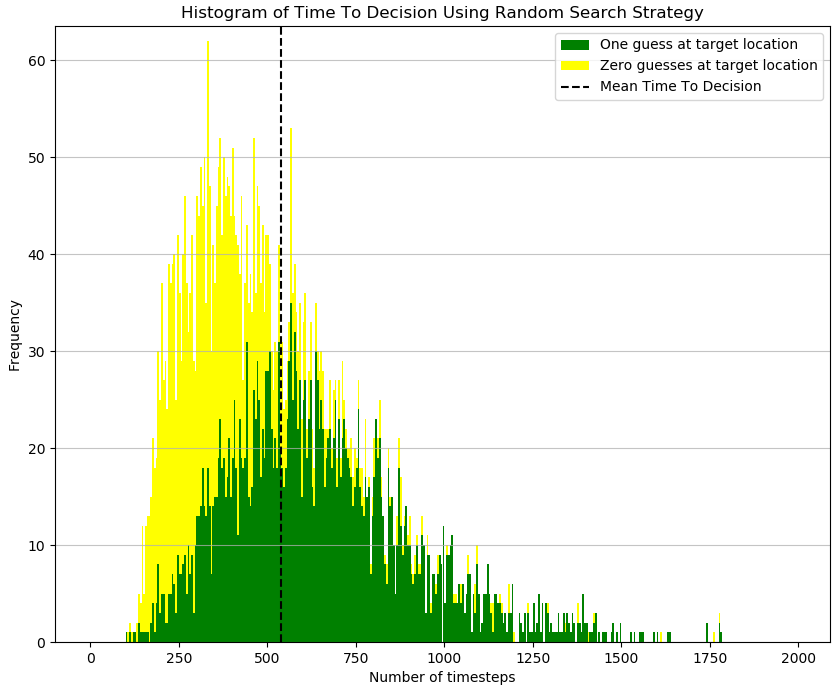 Histogram of Time To Decision Using Random Search Strategy
One guess at target location
Zero guesses at target location
Mean Time To Decision
Frequency
60
50
40
30
20
10
0
0 250 500 750 1000 1250 1500 1750 2000
Number of timesteps